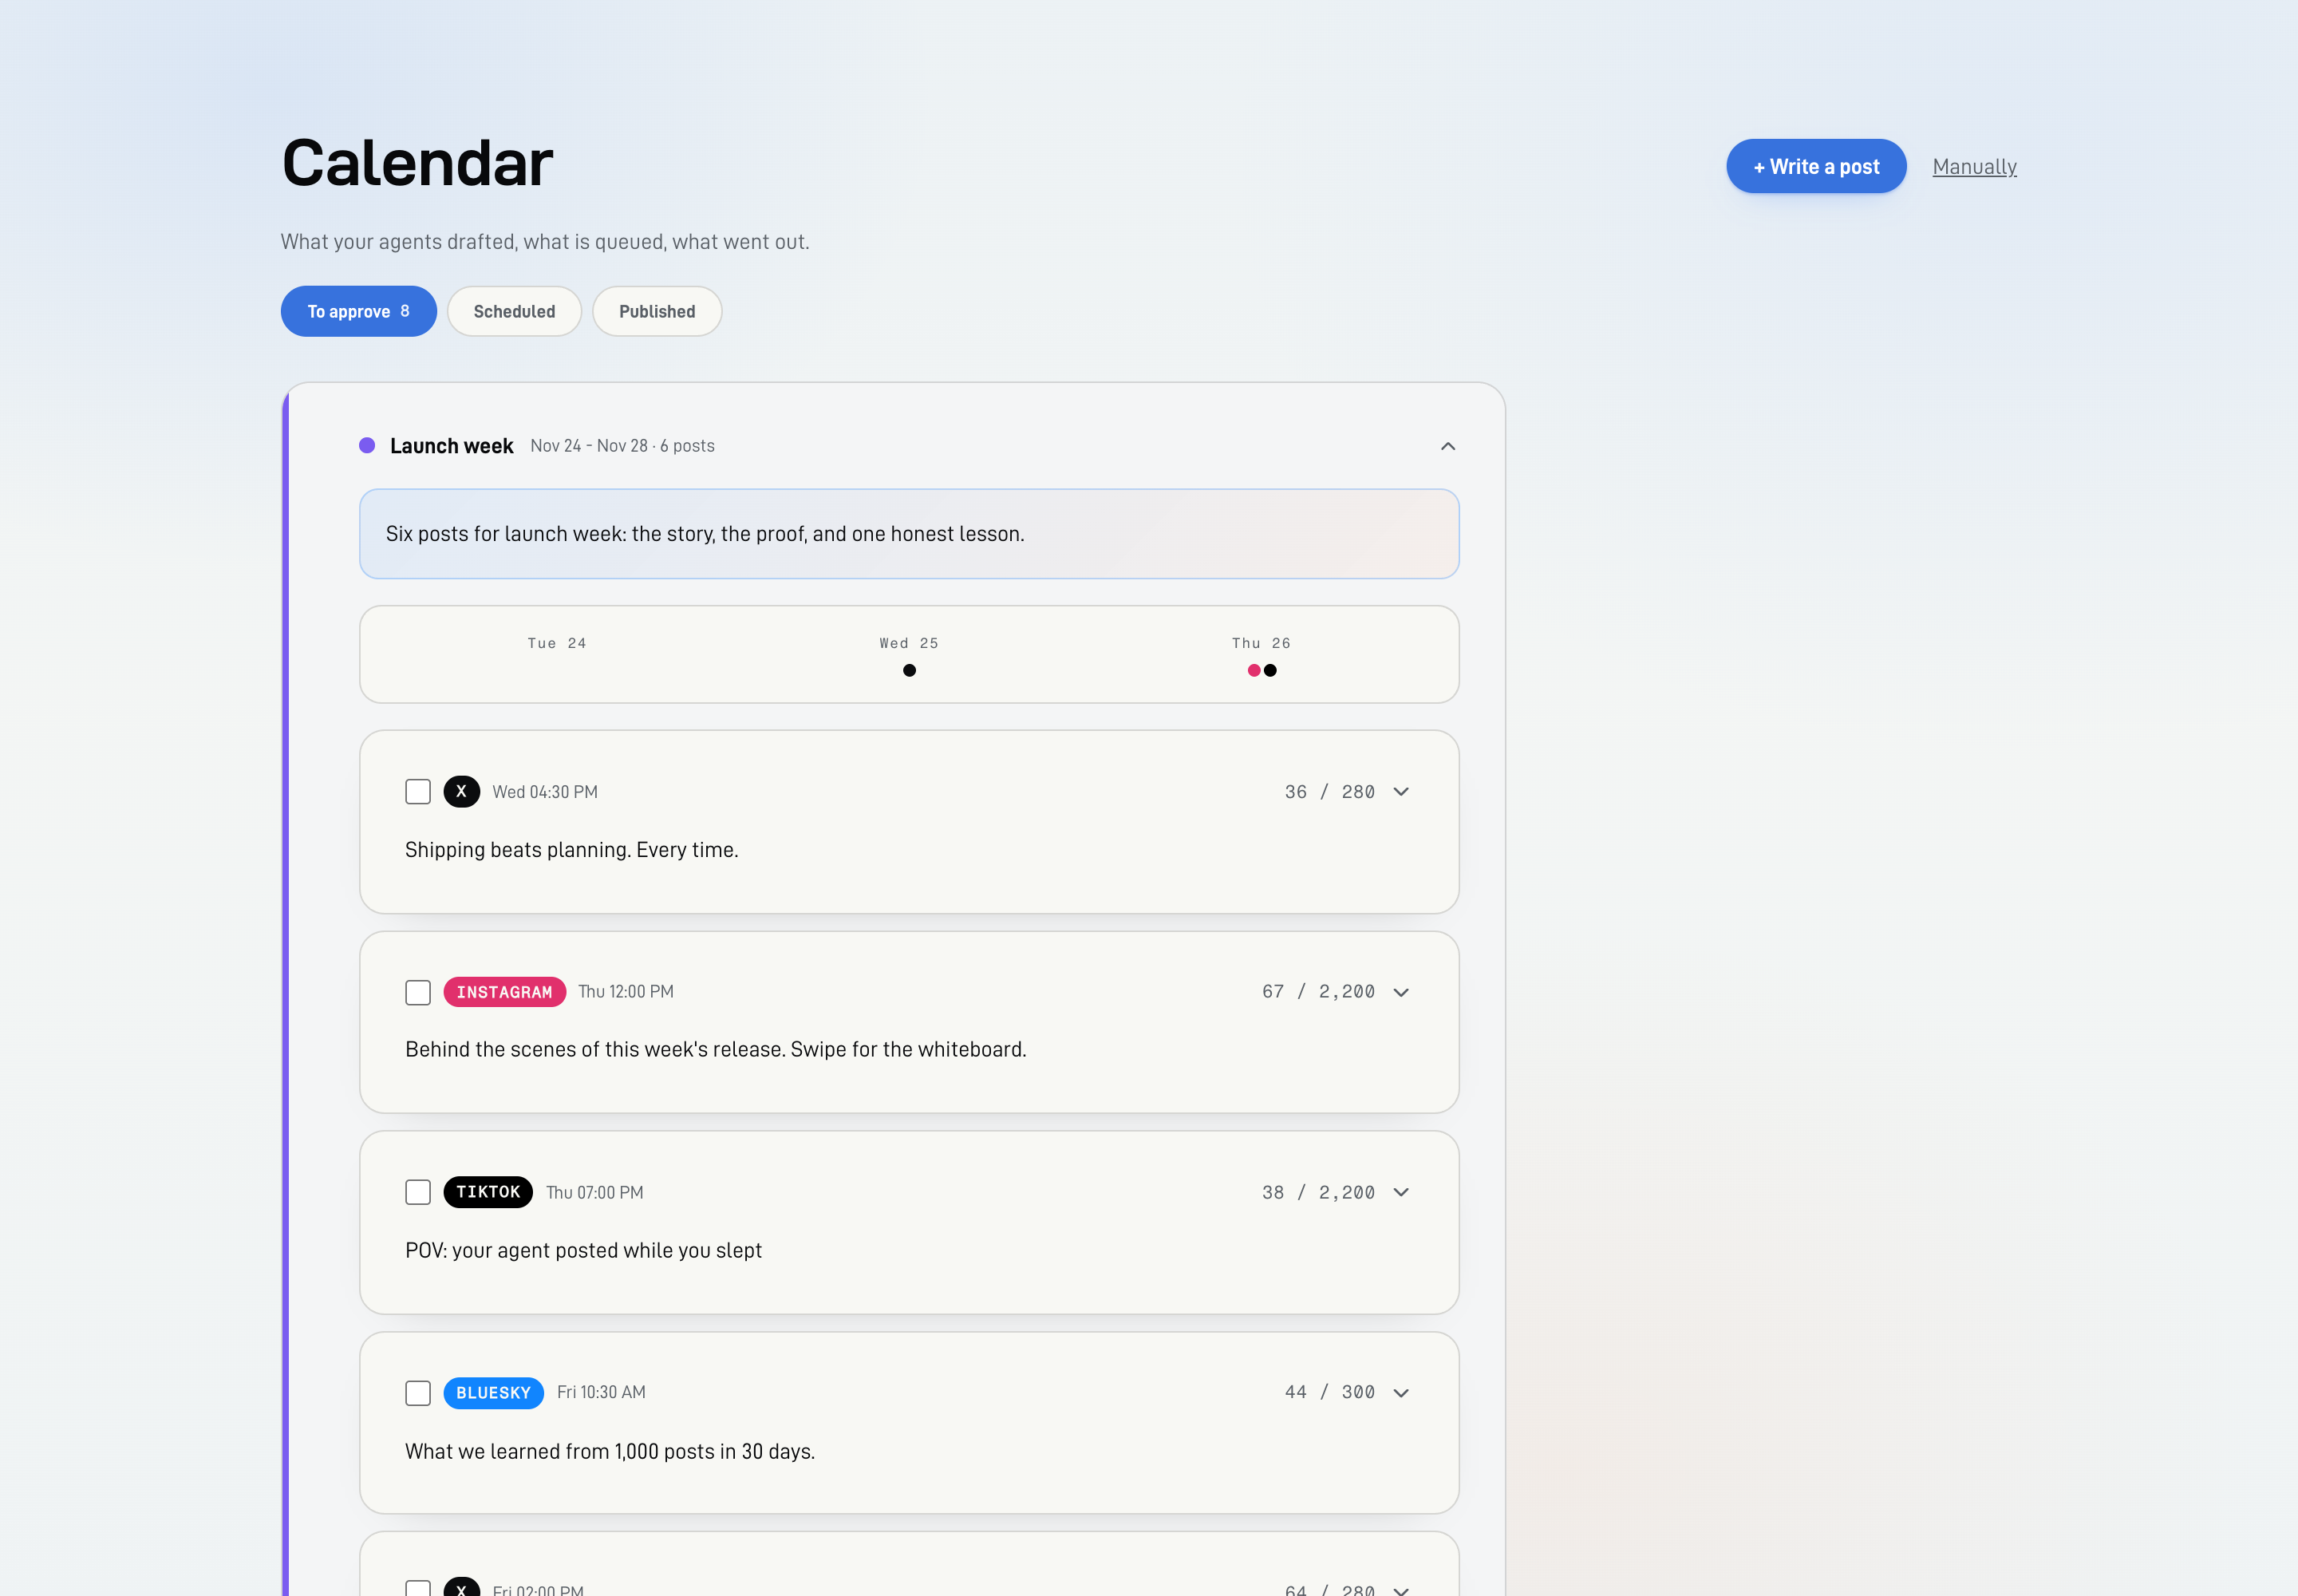 Calendar
+ Write a post
Manually
What your agents drafted, what is queued, what went out.
To approve 8
Scheduled
Published
Launch week Nov 24 - Nov 28 · 6 posts
Six posts for launch week: the story, the proof, and one honest lesson.
Tue 24 Wed 25 Thu 26
X Wed 04:30 PM 36 / 280
Shipping beats planning. Every time.
INSTAGRAM Thu 12:00 PM 67 / 2,200
Behind the scenes of this week's release. Swipe for the whiteboard.
TIKTOK Thu 07:00 PM 38 / 2,200
POV: your agent posted while you slept
BLUESKY Fri 10:30 AM 44 / 300
What we learned from 1,000 posts in 30 days.
X Fri 02:00 PM 64 / 280